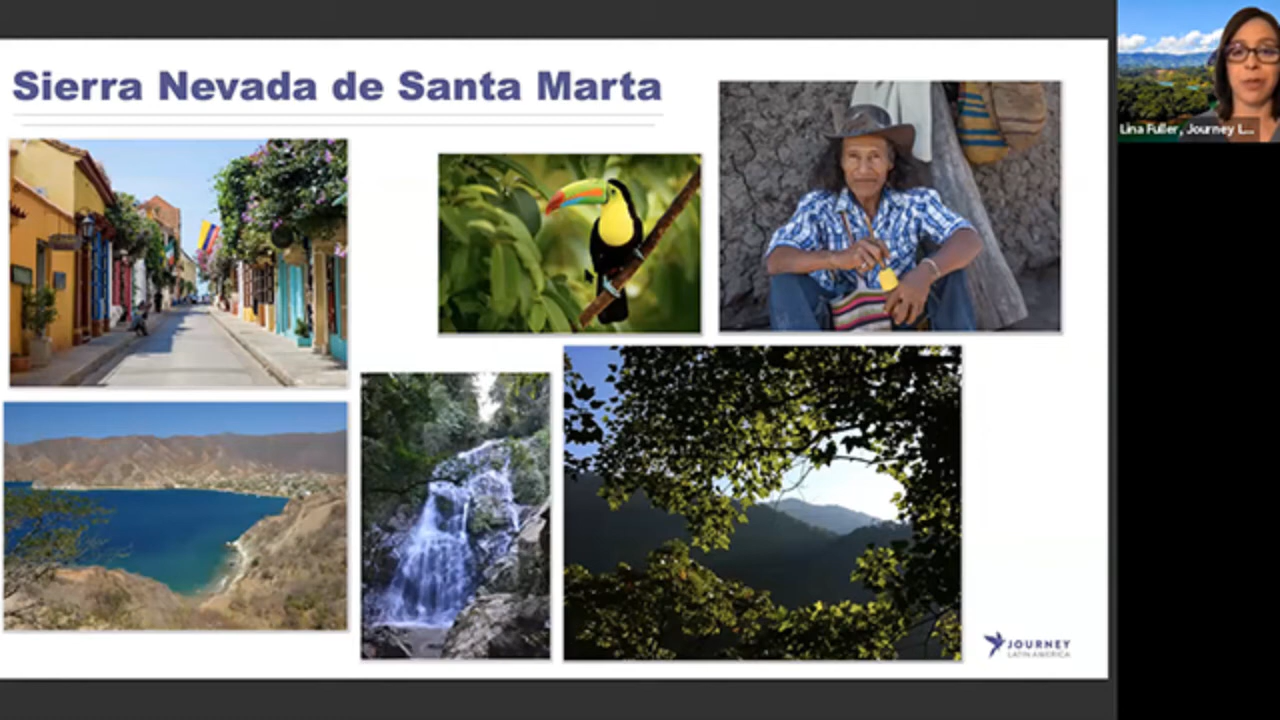 Sierra Nevada de Santa Marta
Lina Fuller, Journey L...
JOURNEY
LATIN AMERICA